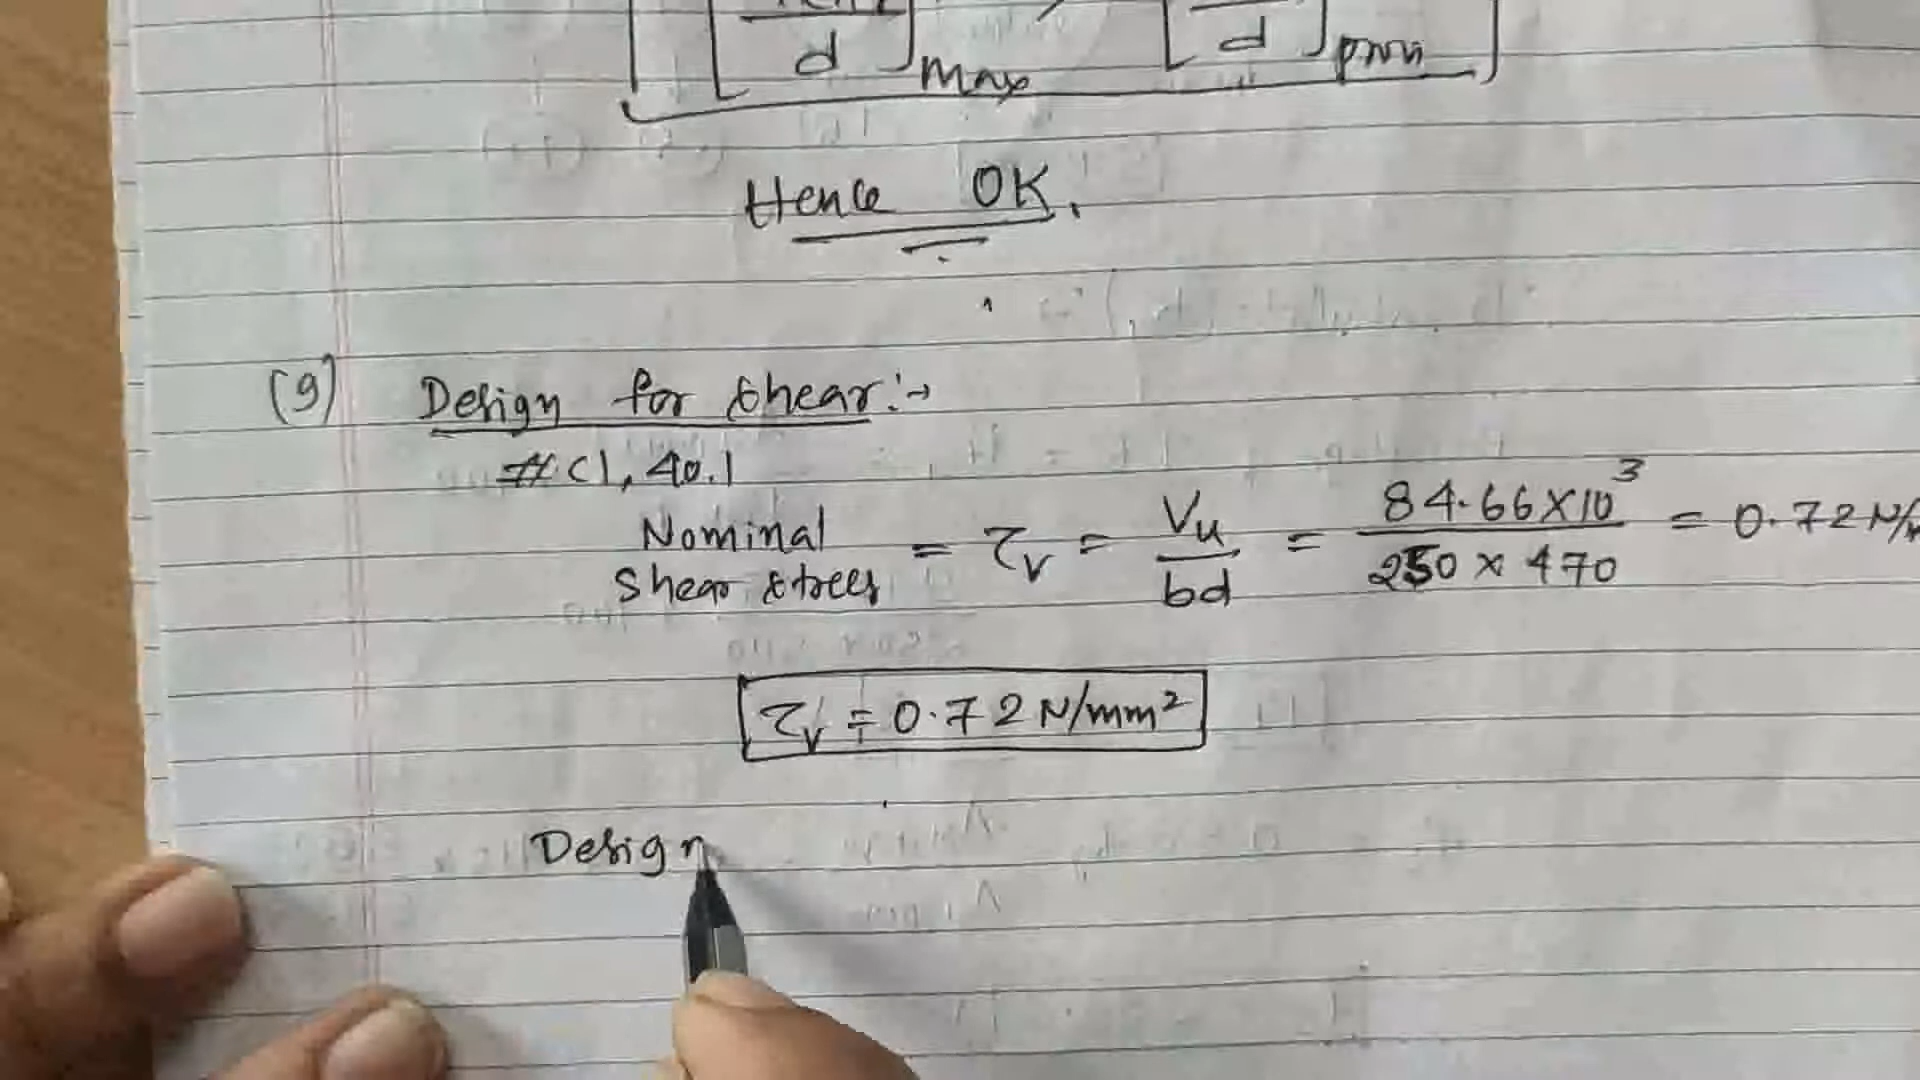 d ]max d ]prov
Hence OK.
(9) Design for Shear :→
# Cl, 40.1
Nominal Shear Stress = τv = Vu/bd = 84.66×10³ / 250 × 470 = 0.72 N/
τv = 0.72 N/mm²
Design